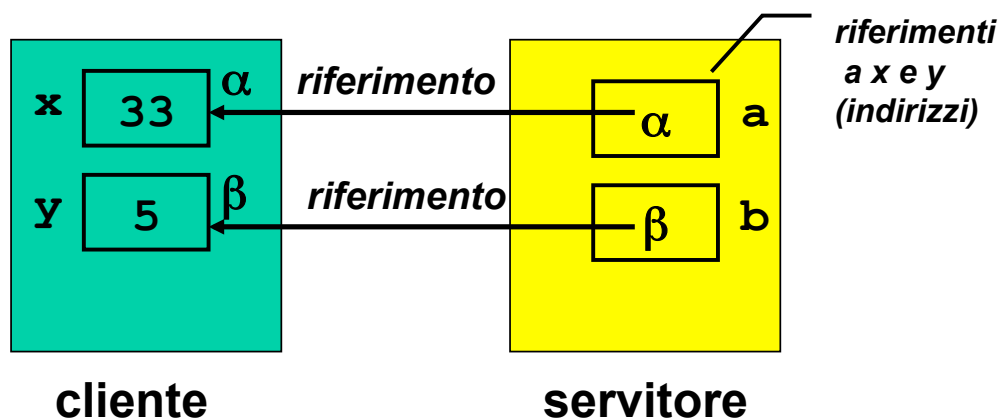 riferimenti
a x e y
(indirizzi)
x 33 α riferimento α a
y 5 β riferimento β b
cliente servitore